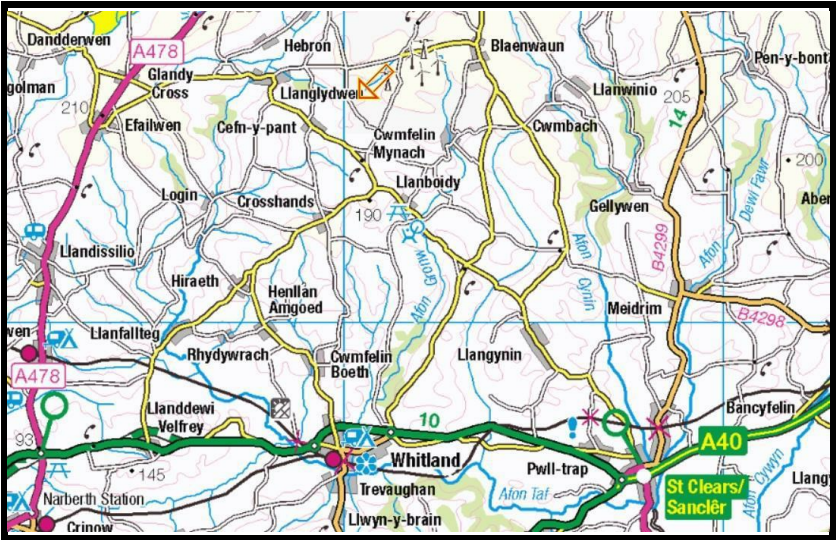 Dandderwen
A478
Hebron
Blaenwaun
Pen-y-bont
golman
Glandy
Cross
Llanglydwen
Llanwinio
205
210
Efailwen
Cefn-y-pant
Cwmfelin
Mynach
Cwmbach
14
200
Login
Crosshands
Llanboidy
190
Gellywen
Dewi Fawr
Afon
Aber
Llandissilio
Hiraeth
Henllan
Amgoed
Afon Gronw
Afon Cynin
B4299
Meidrim
B4298
wen
Llanfallteg
Rhydywrach
Cwmfelin
Boeth
Llangynin
A478
Llanddewi
Velfrey
10
Bancyfelin
93
145
Whitland
Pwll-trap
A40
Narberth Station
Trevaughan
Afon Taf
St Clears/
Sanclêr
Afon Cywyn
Llangy
Crinow
Llwyn-y-brain